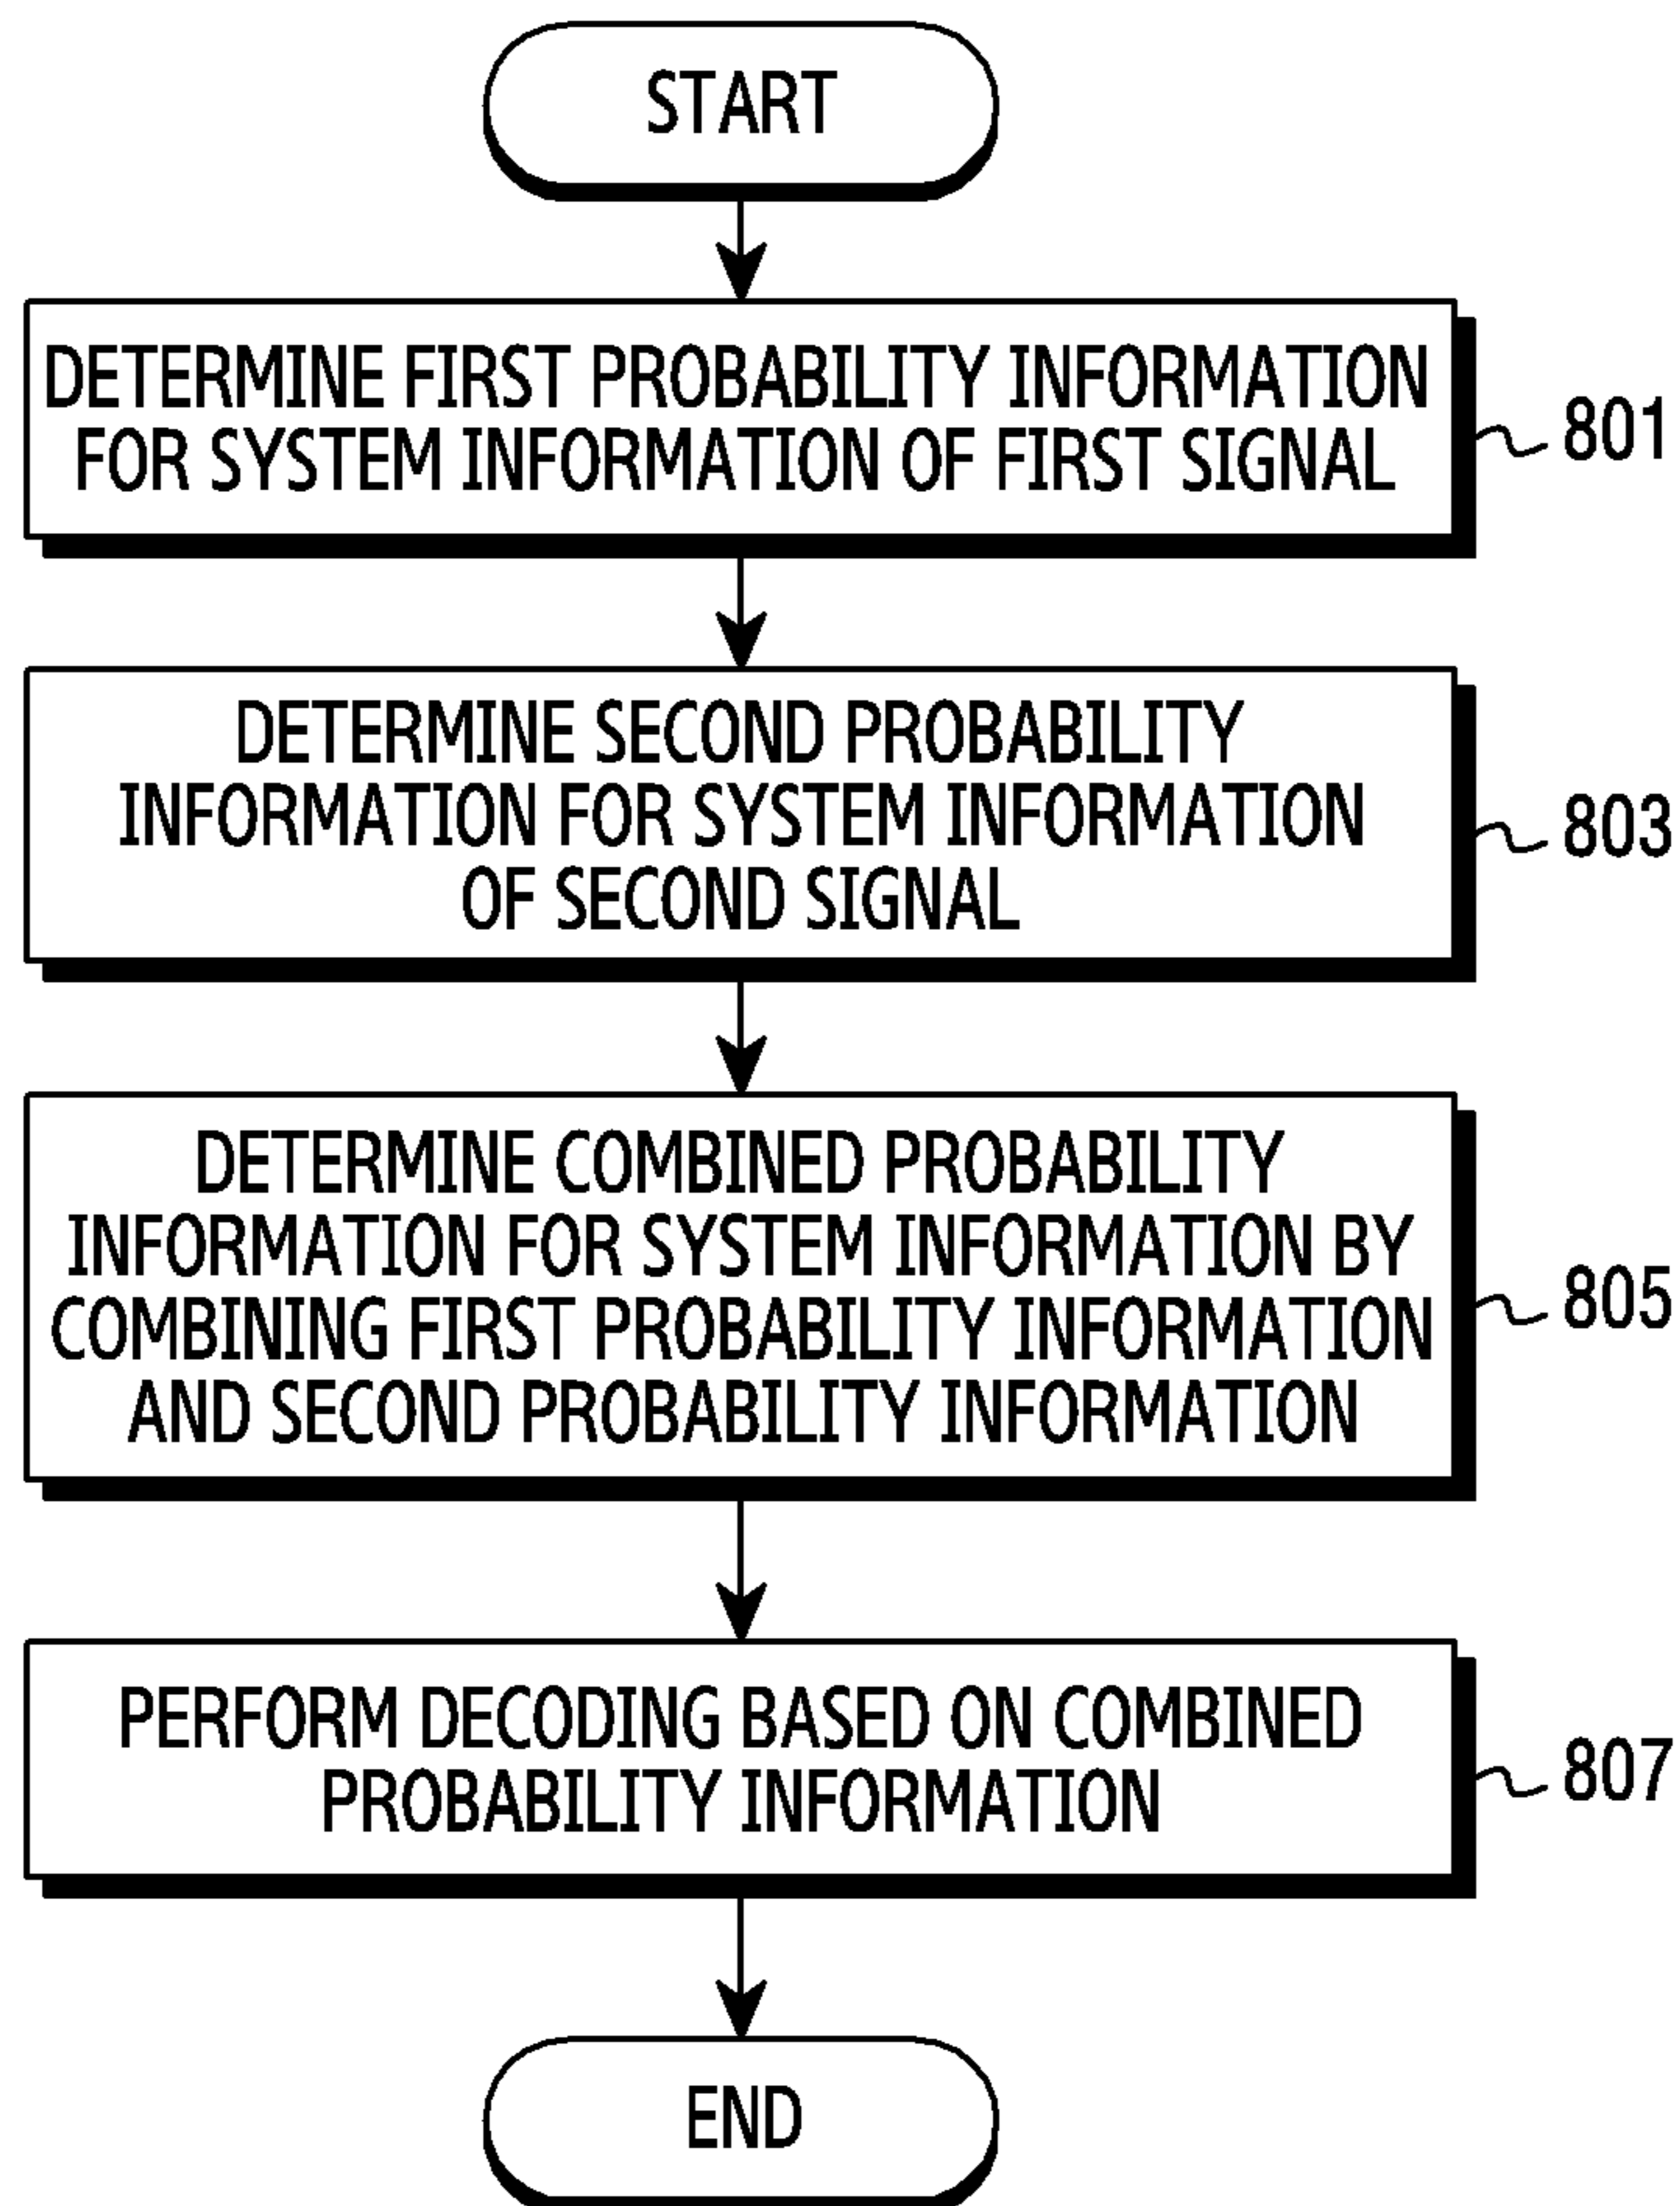 START
DETERMINE FIRST PROBABILITY INFORMATION
FOR SYSTEM INFORMATION OF FIRST SIGNAL
801
DETERMINE SECOND PROBABILITY
INFORMATION FOR SYSTEM INFORMATION
OF SECOND SIGNAL
803
DETERMINE COMBINED PROBABILITY
INFORMATION FOR SYSTEM INFORMATION BY
COMBINING FIRST PROBABILITY INFORMATION
AND SECOND PROBABILITY INFORMATION
805
PERFORM DECODING BASED ON COMBINED
PROBABILITY INFORMATION
807
END